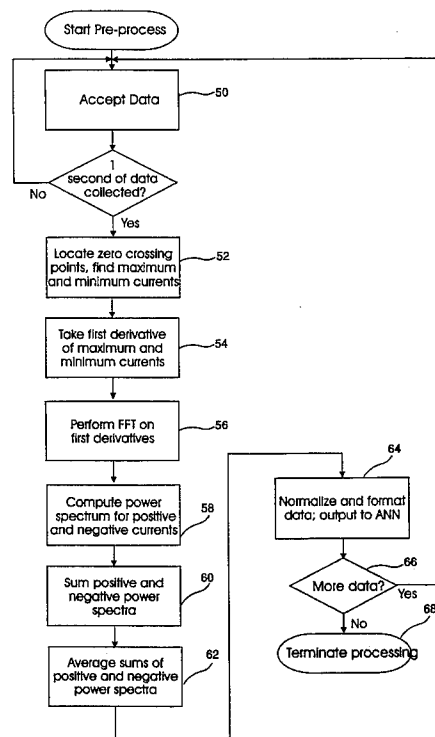 Start Pre-process
Accept Data
50
1
second of data
collected?
No
Yes
Locate zero crossing
points, find maximum
and minimum currents
52
Take first derivative
of maximum and
minimum currents
54
Perform FFT on
first derivatives
56
Compute power
spectrum for positive
and negative currents
58
Sum positive and
negative power
spectra
60
Average sums of
positive and negative
power spectra
62
64
Normalize and format
data; output to ANN
66
More data?
Yes
No
68
Terminate processing